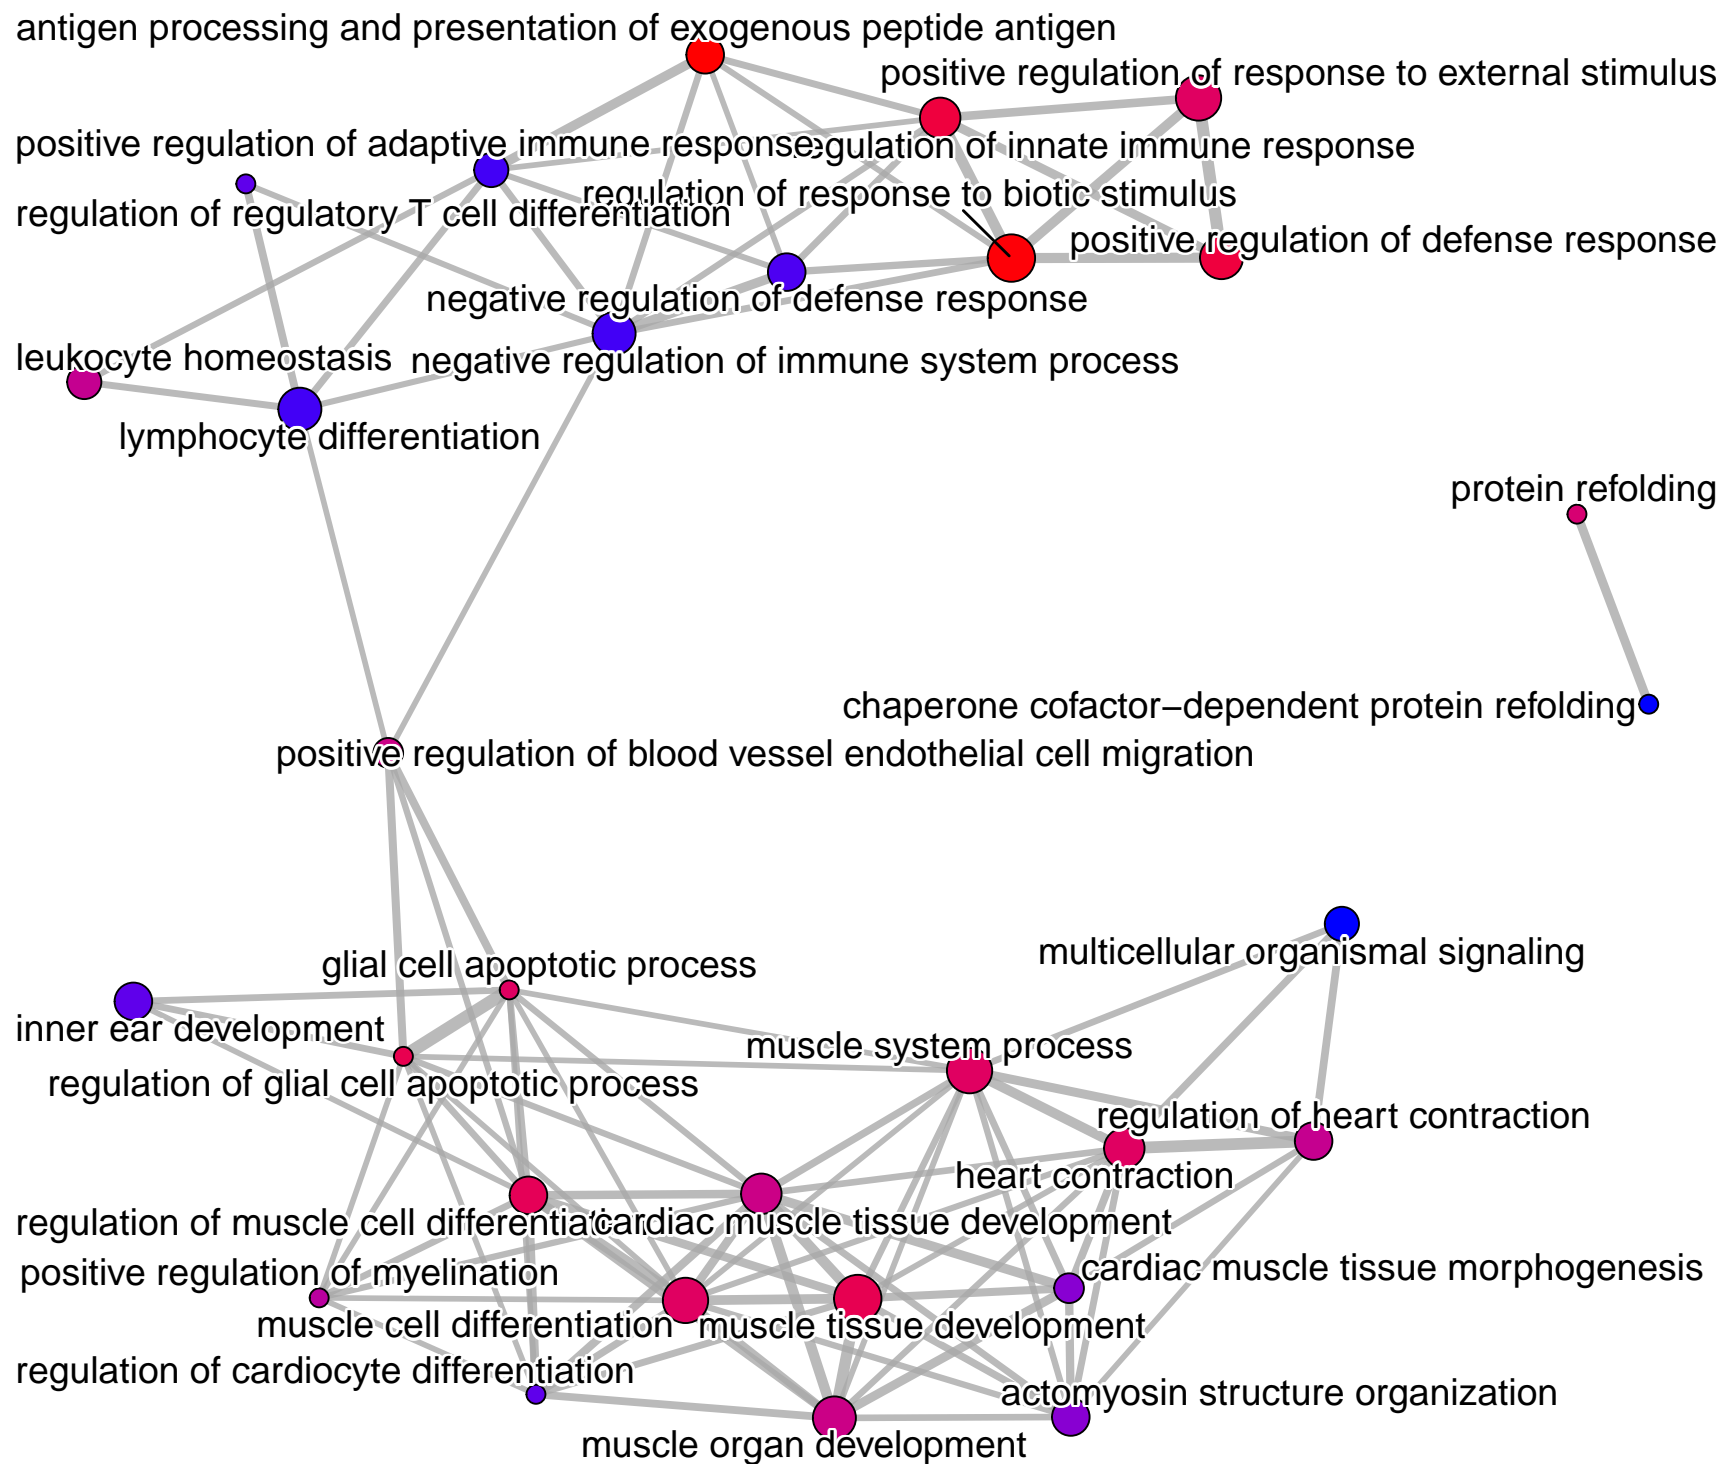 antigen processing and presentation of exogenous peptide antigen
positive regulation of response to external stimulus
positive regulation of adaptive immune response
regulation of innate immune response
regulation of response to biotic stimulus
regulation of regulatory T cell differentiation
positive regulation of defense response
negative regulation of defense response
leukocyte homeostasis
negative regulation of immune system process
lymphocyte differentiation
protein refolding
chaperone cofactor−dependent protein refolding
positive regulation of blood vessel endothelial cell migration
multicellular organismal signaling
glial cell apoptotic process
inner ear development
muscle system process
regulation of glial cell apoptotic process
regulation of heart contraction
heart contraction
regulation of muscle cell differentiation
cardiac muscle tissue development
positive regulation of myelination
cardiac muscle tissue morphogenesis
muscle cell differentiation
muscle tissue development
regulation of cardiocyte differentiation
actomyosin structure organization
muscle organ development